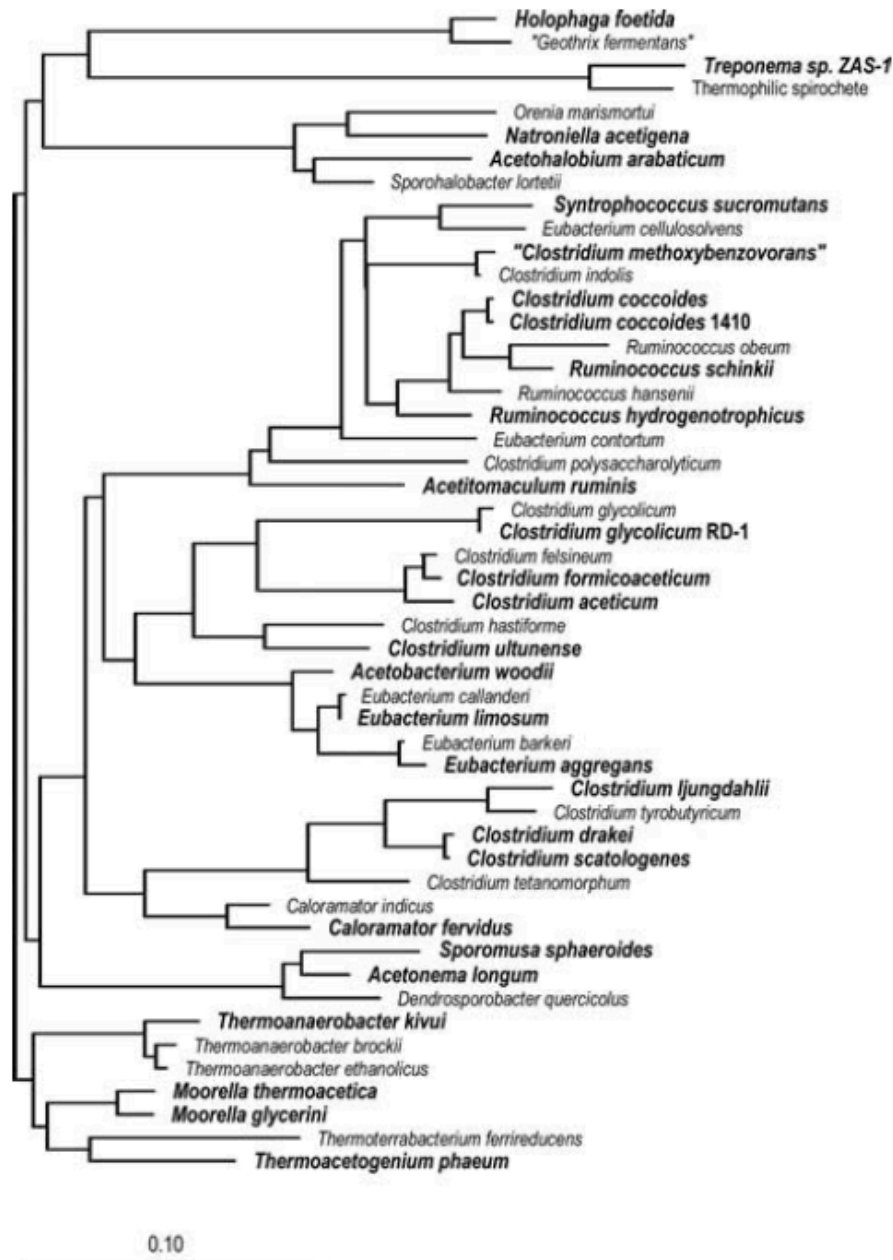 Holophaga foetida
"Geothrix fermentans"
Treponema sp. ZAS-1
Thermophilic spirochete
Orenia marismortui
Natroniella acetigena
Acetohalobium arabaticum
Sporohalobacter lortetii
Syntrophococcus sucromutans
Eubacterium cellulosolvens
"Clostridium methoxybenzovorans"
Clostridium indolis
Clostridium coccoides
Clostridium coccoides 1410
Ruminococcus obeum
Ruminococcus schinkii
Ruminococcus hansenii
Ruminococcus hydrogenotrophicus
Eubacterium contortum
Clostridium polysaccharolyticum
Acetitomaculum ruminis
Clostridium glycolicum
Clostridium glycolicum RD-1
Clostridium felsineum
Clostridium formicoaceticum
Clostridium aceticum
Clostridium hastiforme
Clostridium ultunense
Acetobacterium woodii
Eubacterium callanderi
Eubacterium limosum
Eubacterium barkeri
Eubacterium aggregans
Clostridium ljungdahlii
Clostridium tyrobutyricum
Clostridium drakei
Clostridium scatologenes
Clostridium tetanomorphum
Caloramator indicus
Caloramator fervidus
Sporomusa sphaeroides
Acetonema longum
Dendrosporobacter quercicolus
Thermoanaerobacter kivui
Thermoanaerobacter brockii
Thermoanaerobacter ethanolicus
Moorella thermoacetica
Moorella glycerini
Thermoterrabacterium ferrireducens
Thermoacetogenium phaeum
0.10